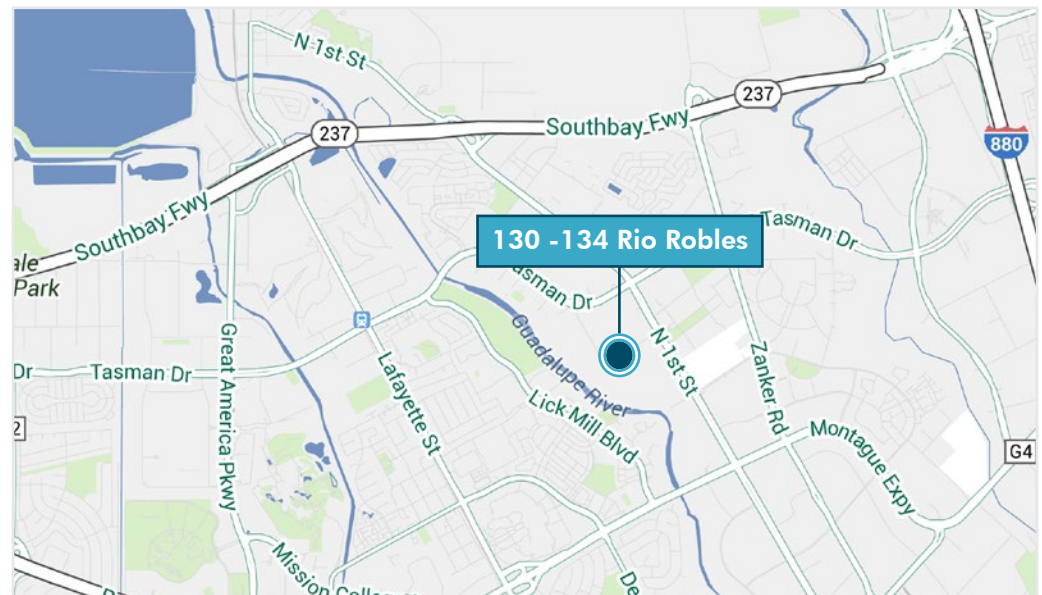 N 1st St
237
Southbay Fwy
237
880
Southbay Fwy
130 -134 Rio Robles
Tasman Dr
ale
Park
asman Dr
Guadalupe River
N 1st St
Great America Pkwy
Dr
Tasman Dr
Lafayette St
Zanker Rd
Lick Mill Blvd
2
Montague Expy
G4
Mission Colle
De